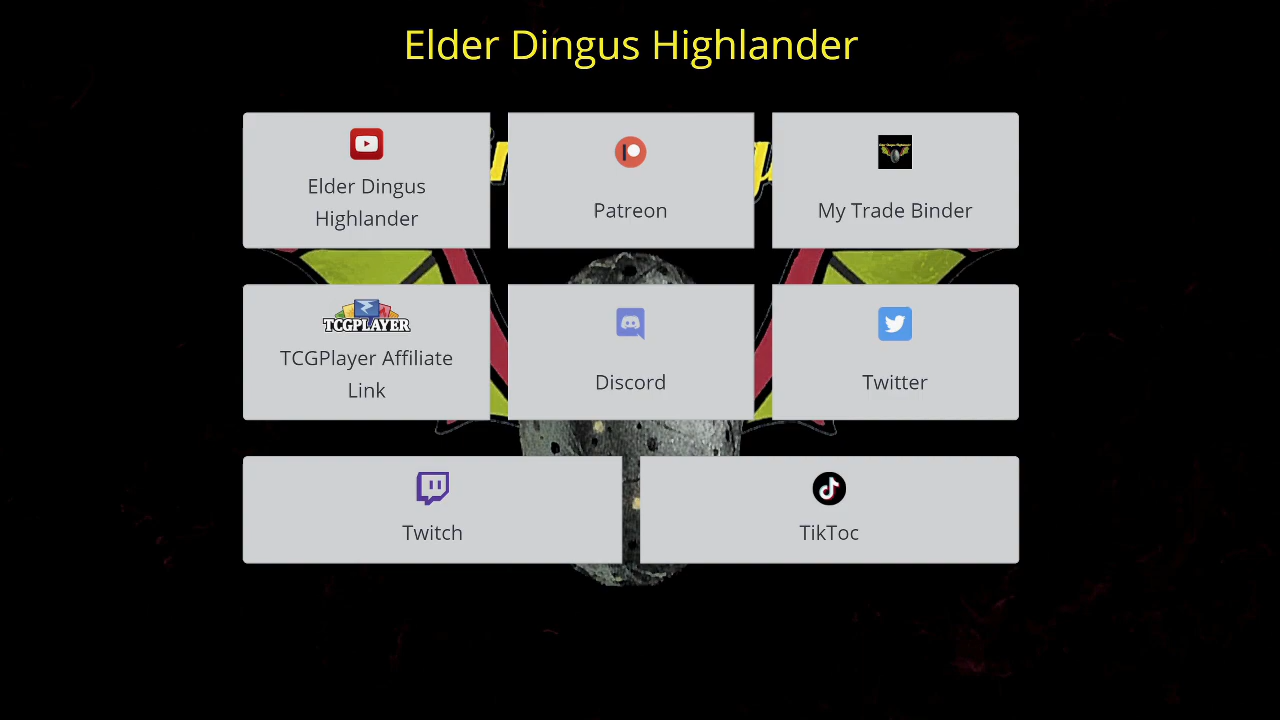 Elder Dingus Highlander
Elder Dingus
Highlander
Patreon
My Trade Binder
TCGPLAYER
TCGPlayer Affiliate
Link
Discord
Twitter
Twitch
TikToc